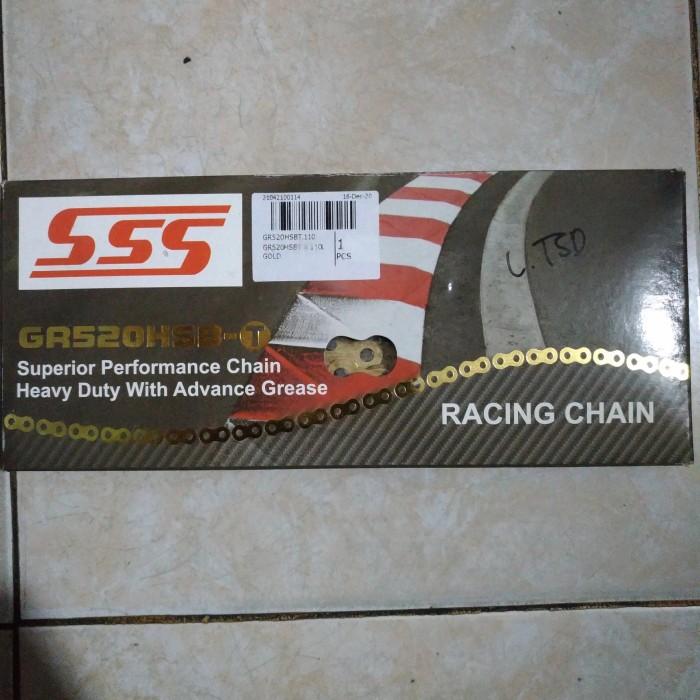 SSS
21042100114 16-Dec-20
GR520HSBT.110
GR520HSBT x 110L
GOLD
1
PCS
L. TSD
GR520HSB-T
Superior Performance Chain
Heavy Duty With Advance Grease
RACING CHAIN